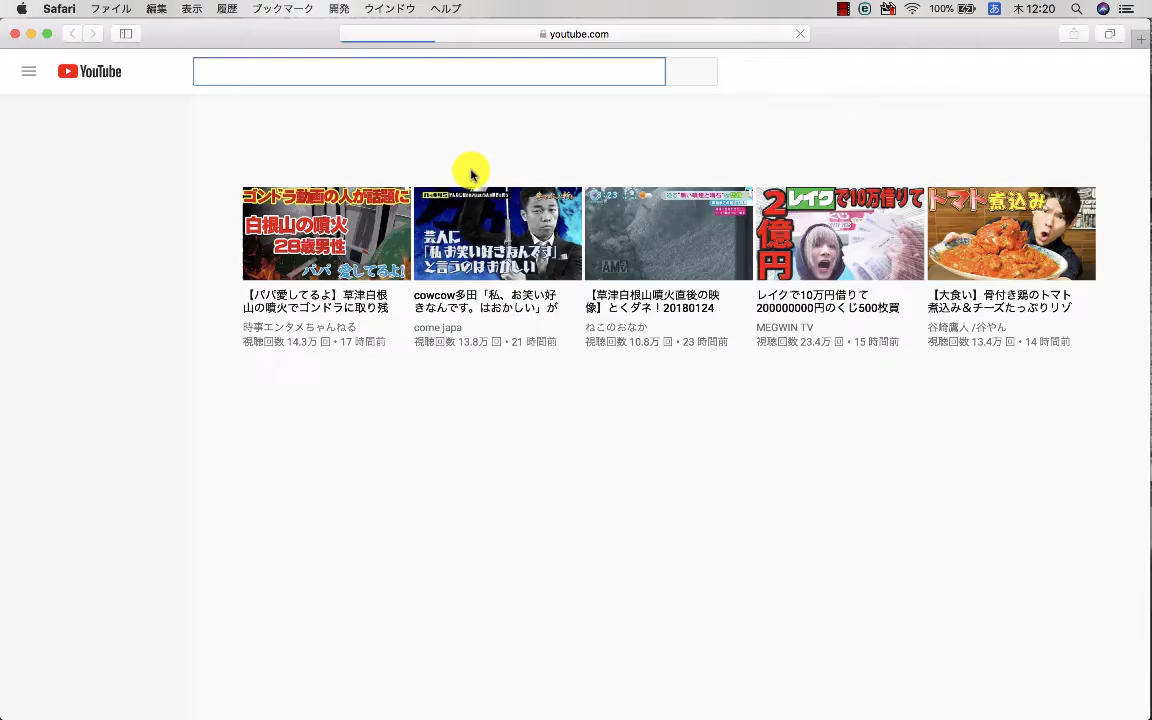 Safari ファイル 編集 表示 履歴 ブックマーク 開発 ウインドウ ヘルプ 100% あ 木 12:20
youtube.com
YouTube
ゴンドラ動画の人が話題に
白根山の噴火
28歳男性
パパ 愛してるよ!
芸人に
「私お笑い好きなんです」
と言うのはおかしい
8:23
2億円
レイクで10万借りて
トマト煮込み
【パパ愛してるよ】草津白根
山の噴火でゴンドラに取り残
時事エンタメちゃんねる
視聴回数 14.3万 回・17 時間前
cowcow多田「私、お笑い好
きなんです。はおかしい」が
come japa
視聴回数 13.8万 回・21 時間前
【草津白根山噴火直後の映
像】とくダネ！20180124
ねこのおなか
視聴回数 10.8万 回・23 時間前
レイクで10万円借りて
200000000円のくじ500枚買
MEGWIN TV
視聴回数 23.4万 回・15 時間前
【大食い】骨付き鶏のトマト
煮込み＆チーズたっぷりリゾ
谷崎鷹人 /谷やん
視聴回数 13.4万 回・14 時間前